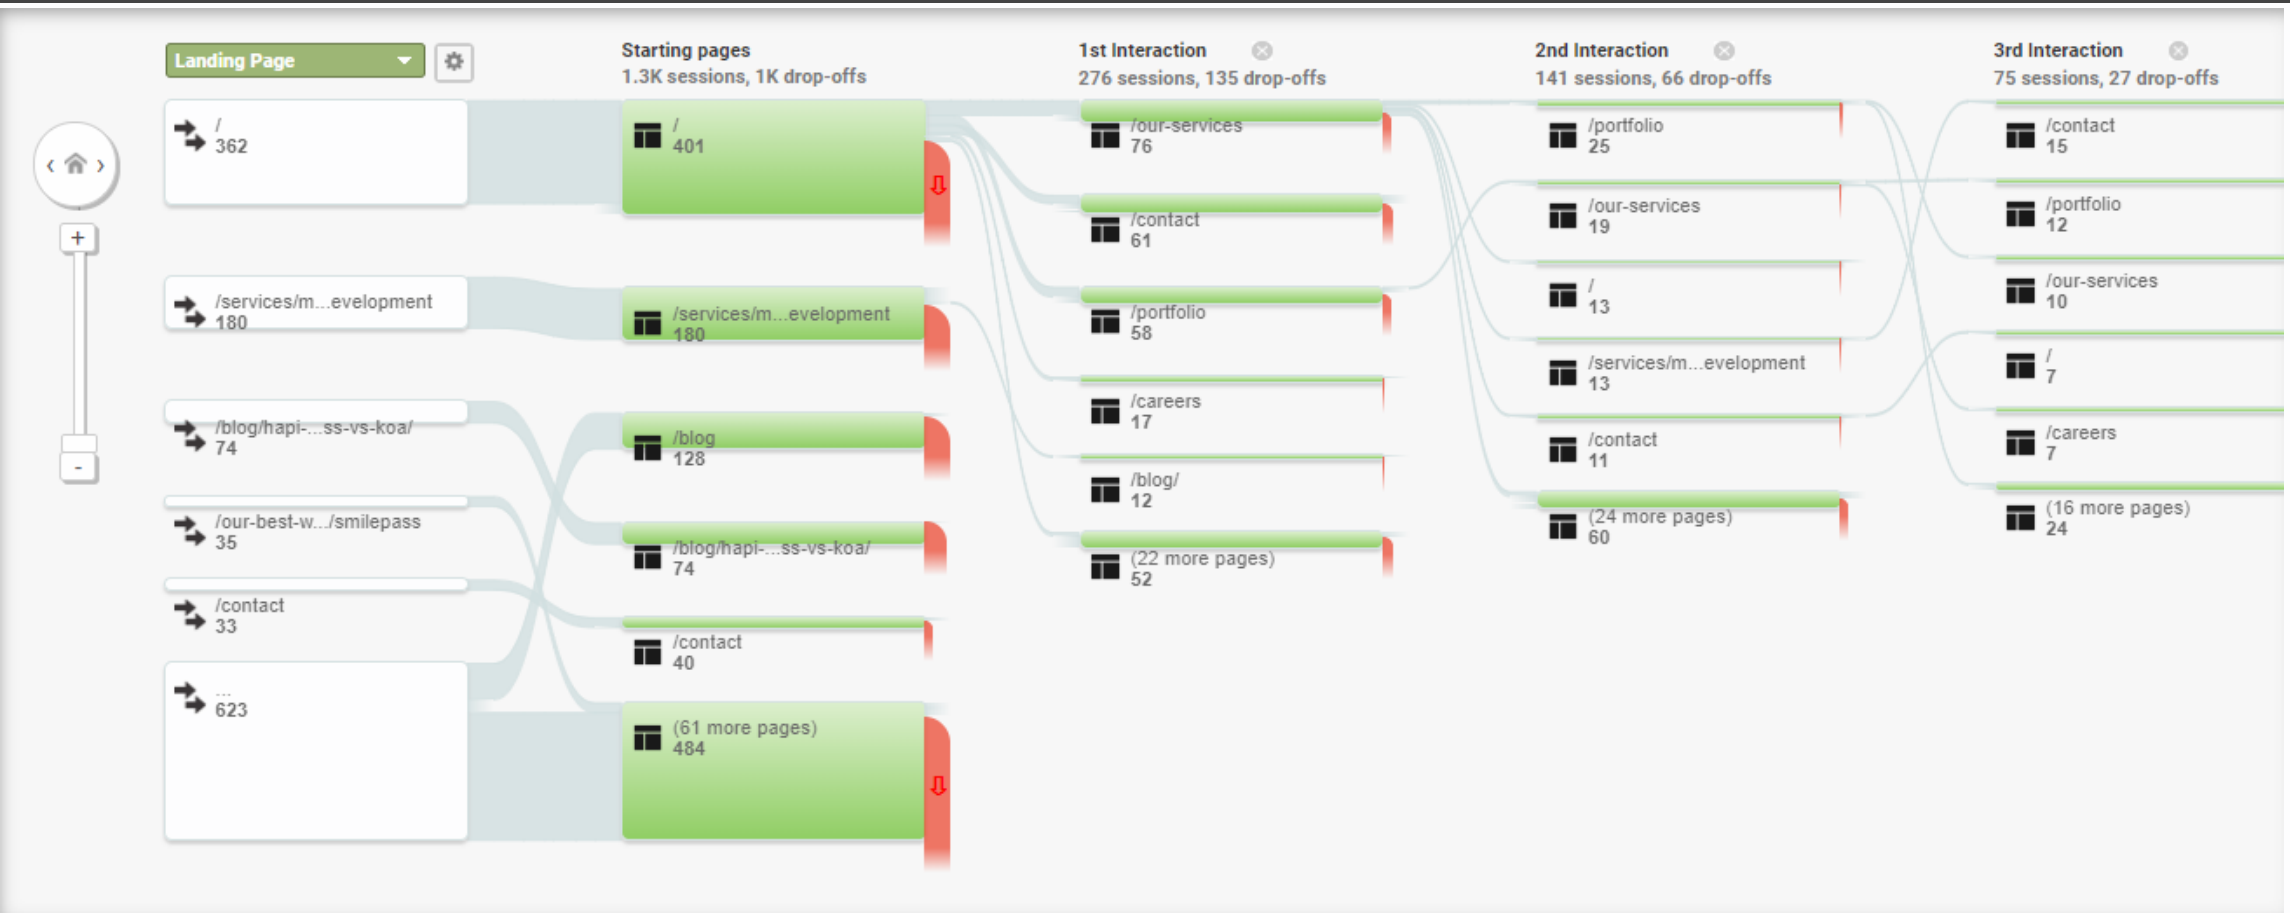 Landing Page
/
362
/services/m...evelopment
180
/blog/hapi-...ss-vs-koa/
74
/our-best-w.../smilepass
35
/contact
33
...
623
+
-
Starting pages
1.3K sessions, 1K drop-offs
/
401
/services/m...evelopment
180
/blog
128
/blog/hapi-...ss-vs-koa/
74
/contact
40
(61 more pages)
484
1st Interaction
276 sessions, 135 drop-offs
/our-services
76
/contact
61
/portfolio
58
/careers
17
/blog/
12
(22 more pages)
52
2nd Interaction
141 sessions, 66 drop-offs
/portfolio
25
/our-services
19
/
13
/services/m...evelopment
13
/contact
11
(24 more pages)
60
3rd Interaction
75 sessions, 27 drop-offs
/contact
15
/portfolio
12
/our-services
10
/
7
/careers
7
(16 more pages)
24